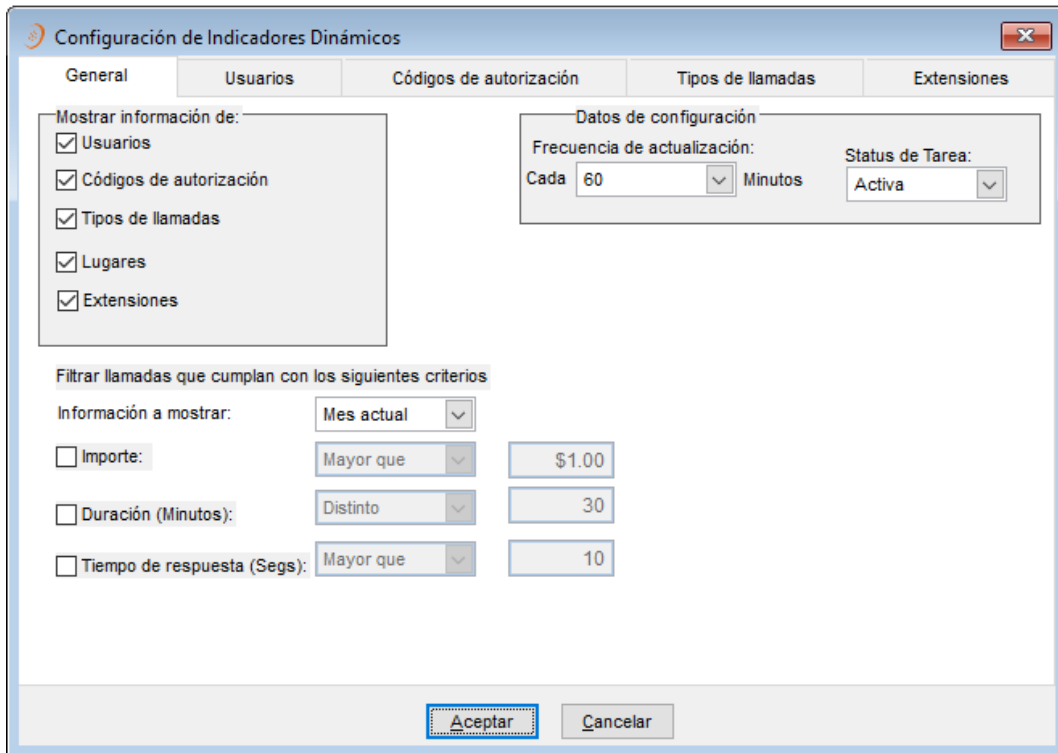 Configuración de Indicadores Dinámicos
General Usuarios Códigos de autorización Tipos de llamadas Extensiones
Mostrar información de:
Usuarios
Códigos de autorización
Tipos de llamadas
Lugares
Extensiones
Datos de configuración
Frecuencia de actualización:
Cada 60 Minutos
Status de Tarea:
Activa
Filtrar llamadas que cumplan con los siguientes criterios
Información a mostrar: Mes actual
Importe: Mayor que $1.00
Duración (Minutos): Distinto 30
Tiempo de respuesta (Segs): Mayor que 10
Aceptar Cancelar